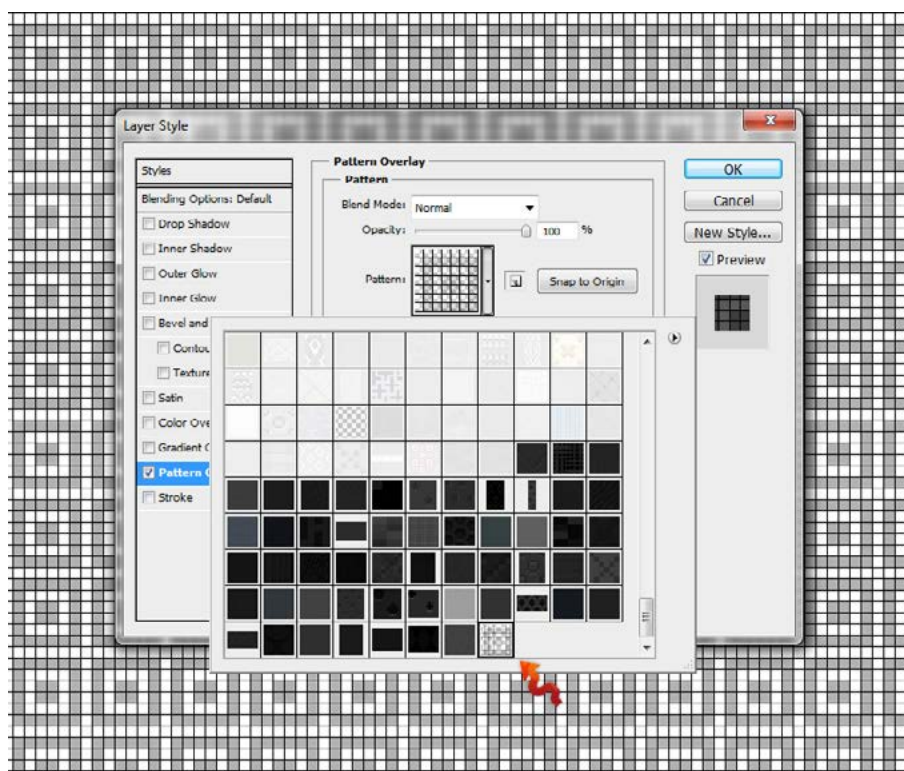 Layer Style
x
Styles
Blending Options: Default
Drop Shadow
Inner Shadow
Outer Glow
Inner Glow
Bevel and
Contou
Texture
Satin
Color Ove
Gradient O
Pattern O
Stroke
Pattern Overlay
Pattern
Blend Mode: Normal
Opacity: 100 %
Pattern: Snap to Origin
OK
Cancel
New Style...
Preview